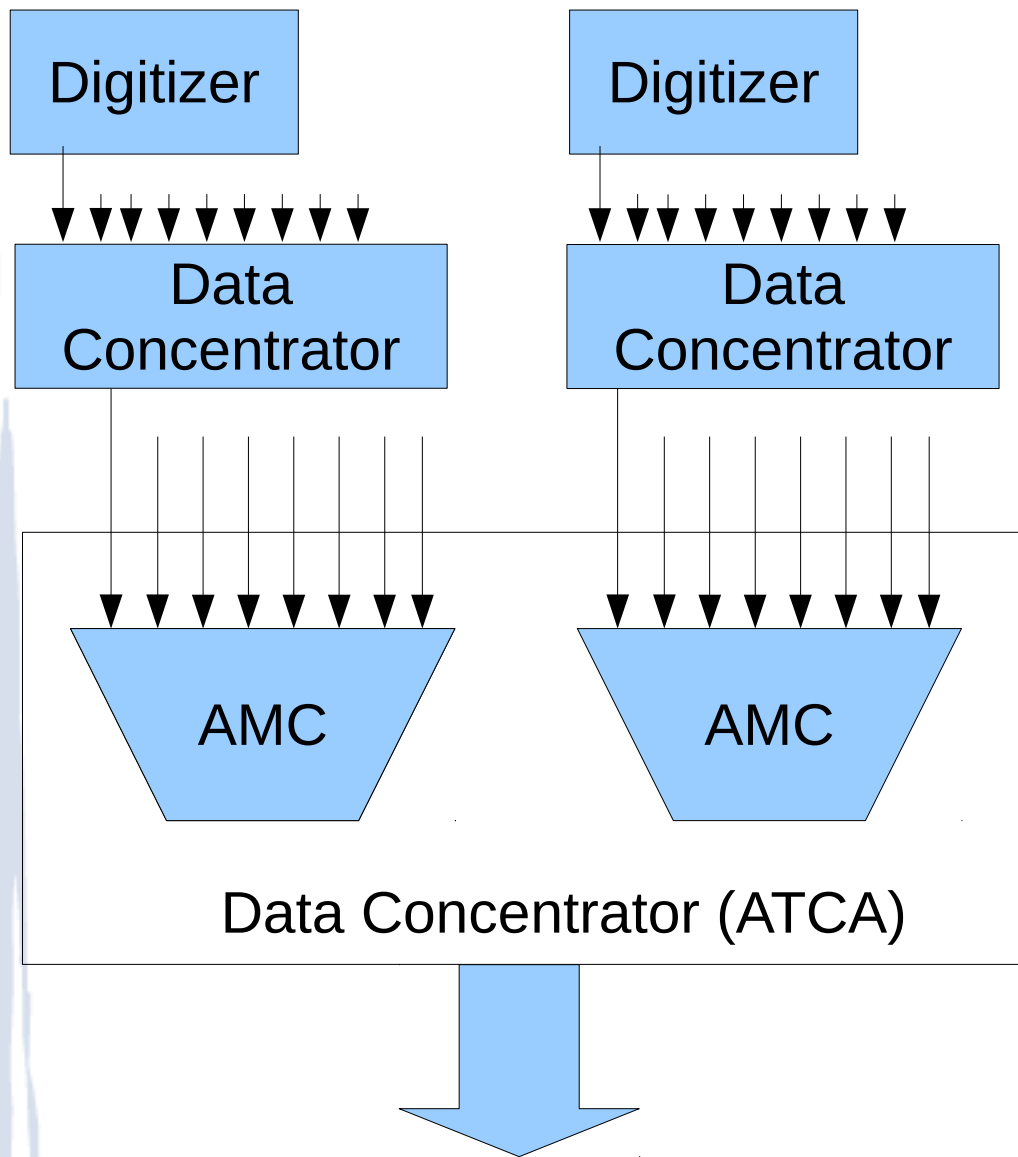 Digitizer
Digitizer
Data
Concentrator
Data
Concentrator
AMC
AMC
Data Concentrator (ATCA)